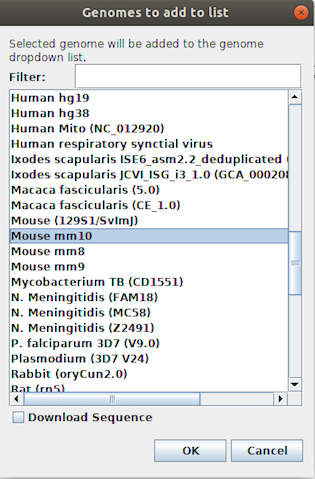 Genomes to add to list
Selected genome will be added to the genome
dropdown list.
Filter:
Human hg19
Human hg38
Human Mito (NC_012920)
Human respiratory synctial virus
Ixodes scapularis ISE6_asm2.2_deduplicated (
Ixodes scapularis JCVI_ISG_i3_1.0 (GCA_000208
Macaca fascicularis (5.0)
Macaca fascicularis (CE_1.0)
Mouse (129S1/SvImJ)
Mouse mm10
Mouse mm8
Mouse mm9
Mycobacterium TB (CD1551)
N. Meningitidis (FAM18)
N. Meningitidis (MC58)
N. Meningitidis (Z2491)
P. falciparum 3D7 (V9.0)
Plasmodium (3D7 V24)
Rabbit (oryCun2.0)
Rat (rn5)
Download Sequence
OK
Cancel